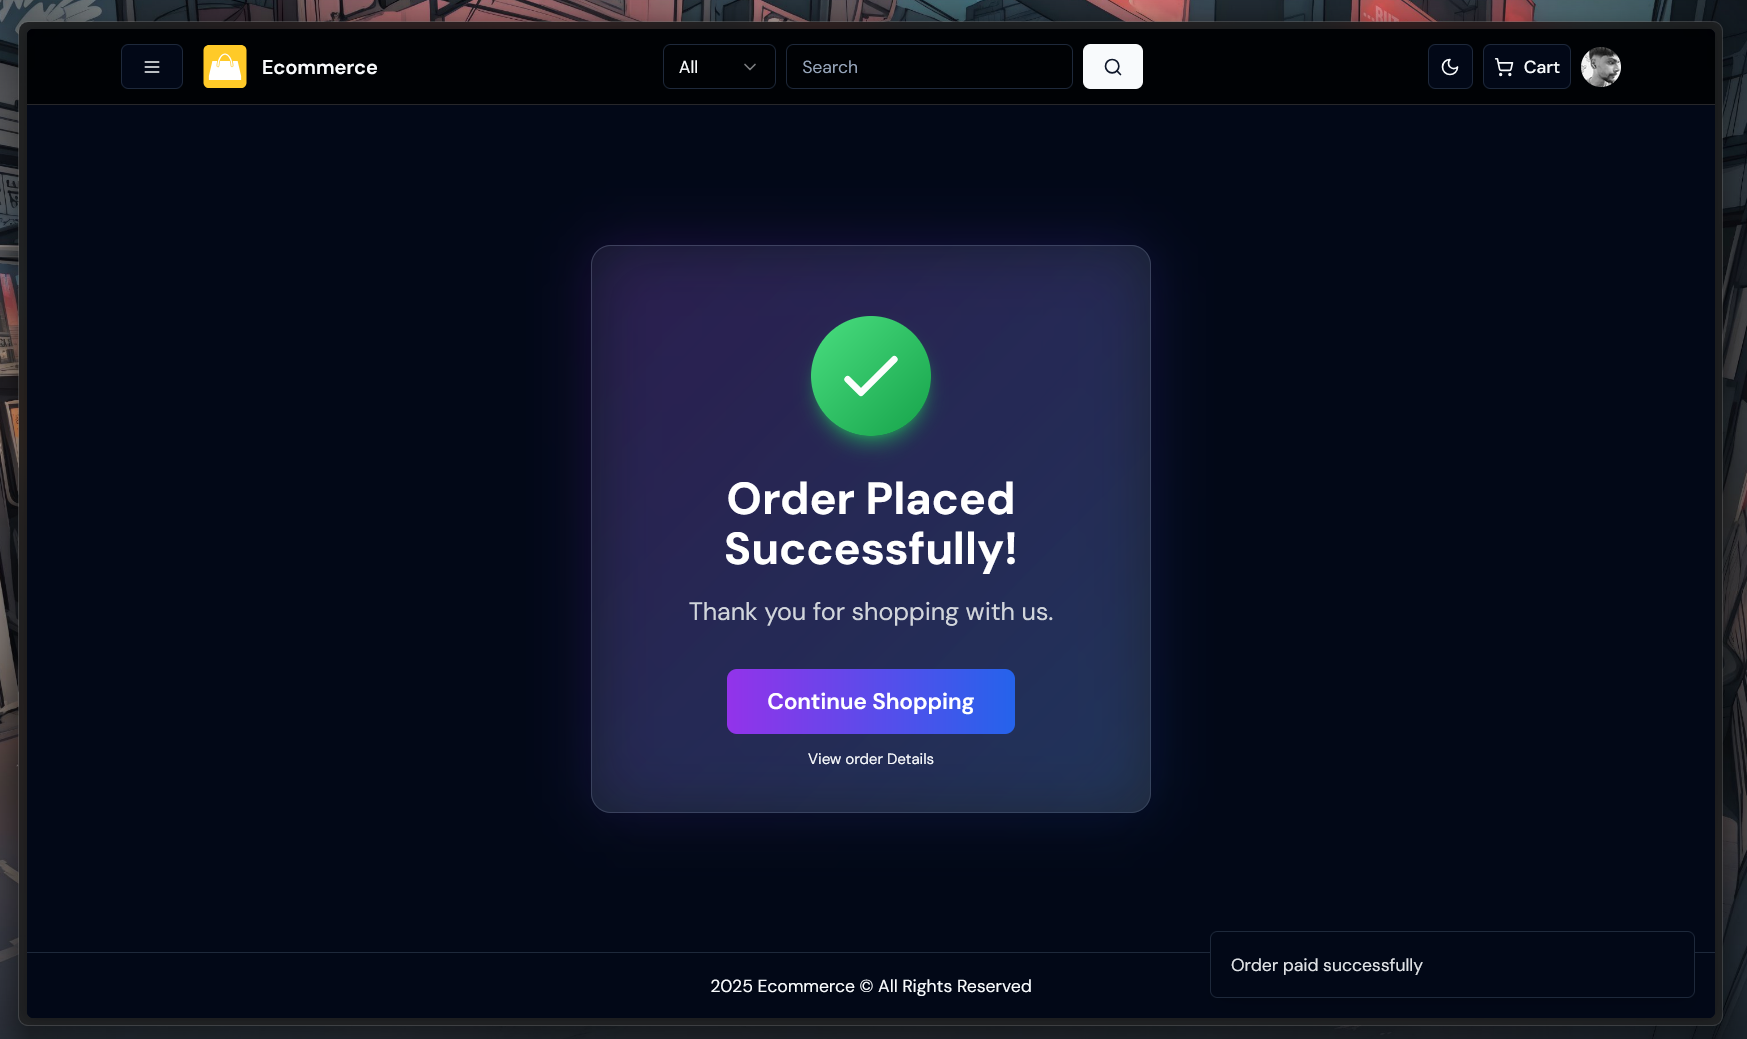 Ecommerce
All
Search
Cart
Order Placed
Successfully!
Thank you for shopping with us.
Continue Shopping
View order Details
Order paid successfully
2025 Ecommerce © All Rights Reserved